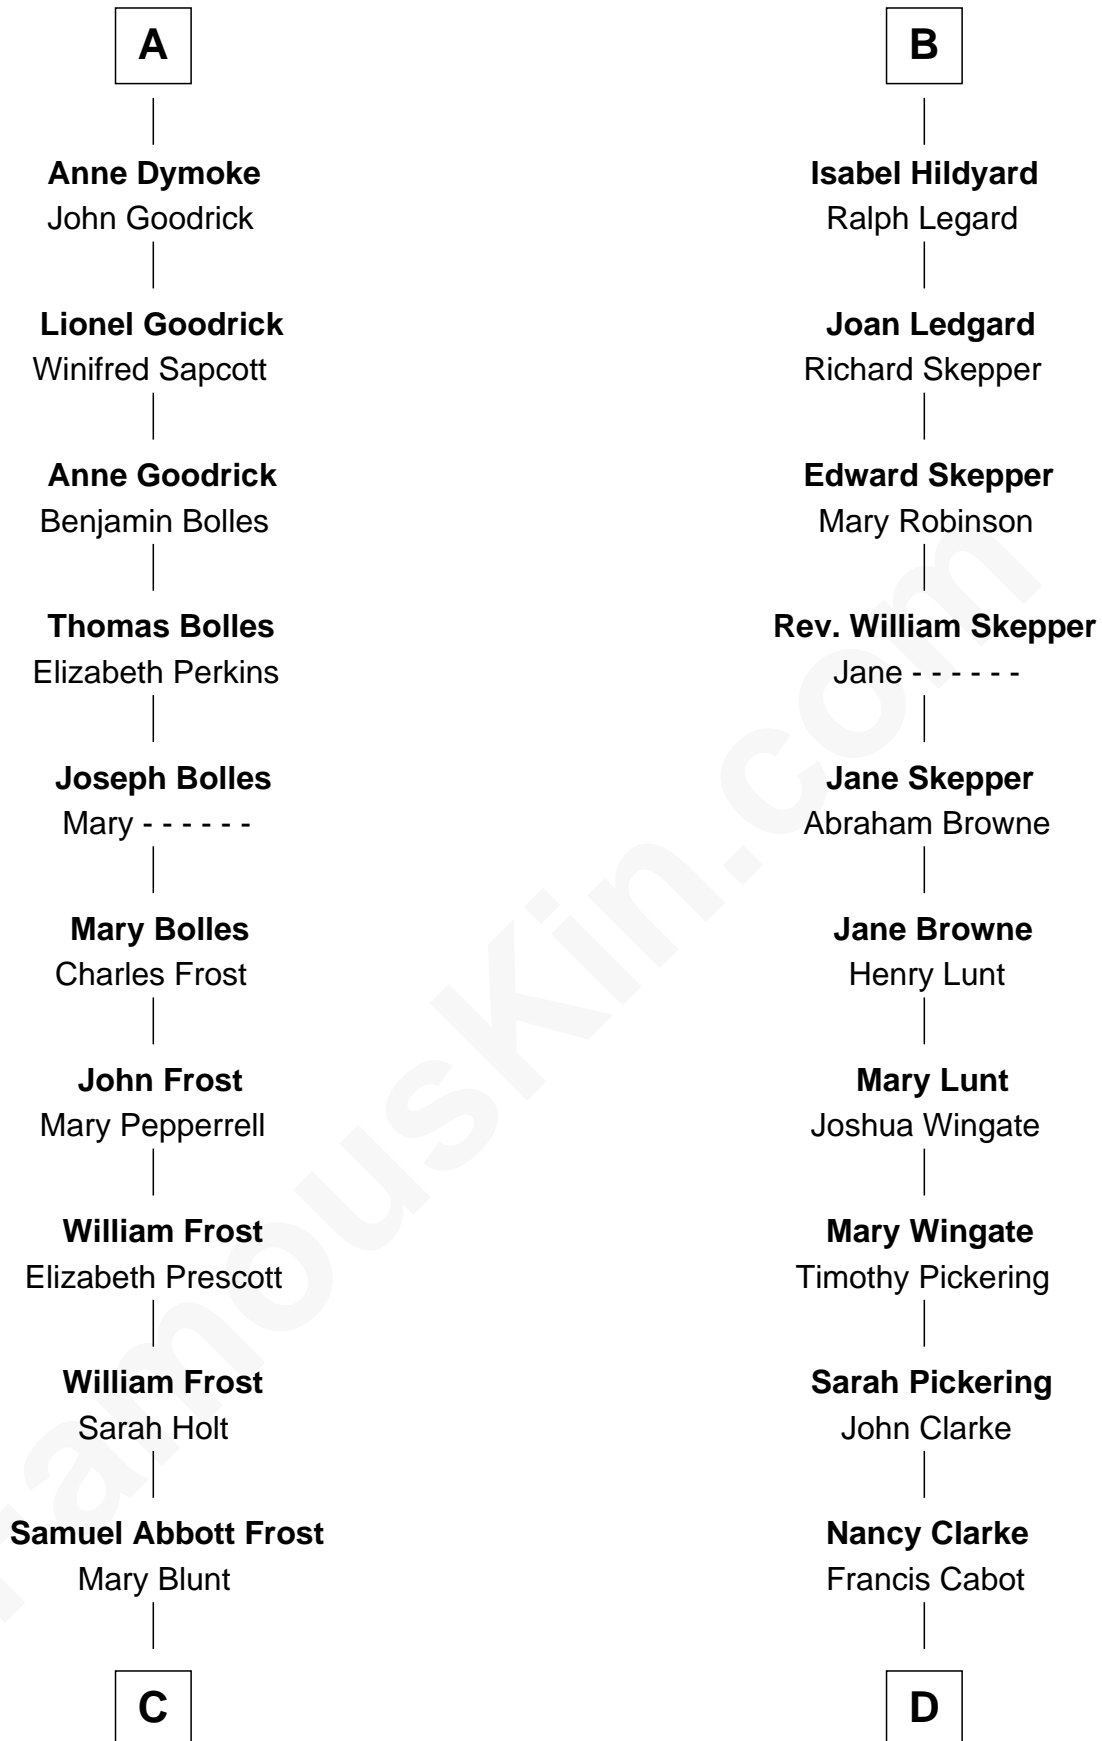 A
Anne Dymoke
John Goodrick
Lionel Goodrick
Winifred Sapcott
Anne Goodrick
Benjamin Bolles
Thomas Bolles
Elizabeth Perkins
Joseph Bolles
Mary - - - - - -
Mary Bolles
Charles Frost
John Frost
Mary Pepperrell
William Frost
Elizabeth Prescott
William Frost
Sarah Holt
Samuel Abbott Frost
Mary Blunt
C
B
Isabel Hildyard
Ralph Legard
Joan Ledgard
Richard Skepper
Edward Skepper
Mary Robinson
Rev. William Skepper
Jane - - - - - -
Jane Skepper
Abraham Browne
Jane Browne
Henry Lunt
Mary Lunt
Joshua Wingate
Mary Wingate
Timothy Pickering
Sarah Pickering
John Clarke
Nancy Clarke
Francis Cabot
D
FamousKin.com